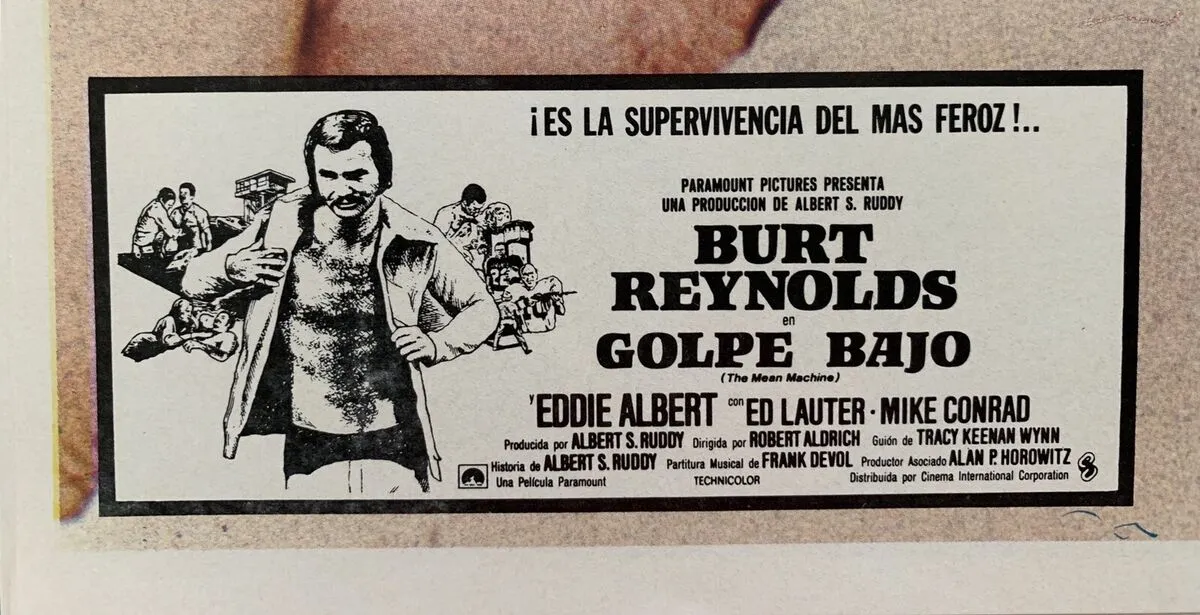 ¡ES LA SUPERVIVENCIA DEL MAS FEROZ!..
PARAMOUNT PICTURES PRESENTA
UNA PRODUCCION DE ALBERT S. RUDDY
BURT
REYNOLDS
en
GOLPE BAJO
(The Mean Machine)
Y EDDIE ALBERT con ED LAUTER · MIKE CONRAD
Producida por ALBERT S. RUDDY Dirigida por ROBERT ALDRICH Guión de TRACY KEENAN WYNN
Historia de ALBERT S. RUDDY Partitura Musical de FRANK DEVOL Productor Asociado ALAN P. HOROWITZ
Una Película Paramount TECHNICOLOR Distribuida por Cinema International Corporation